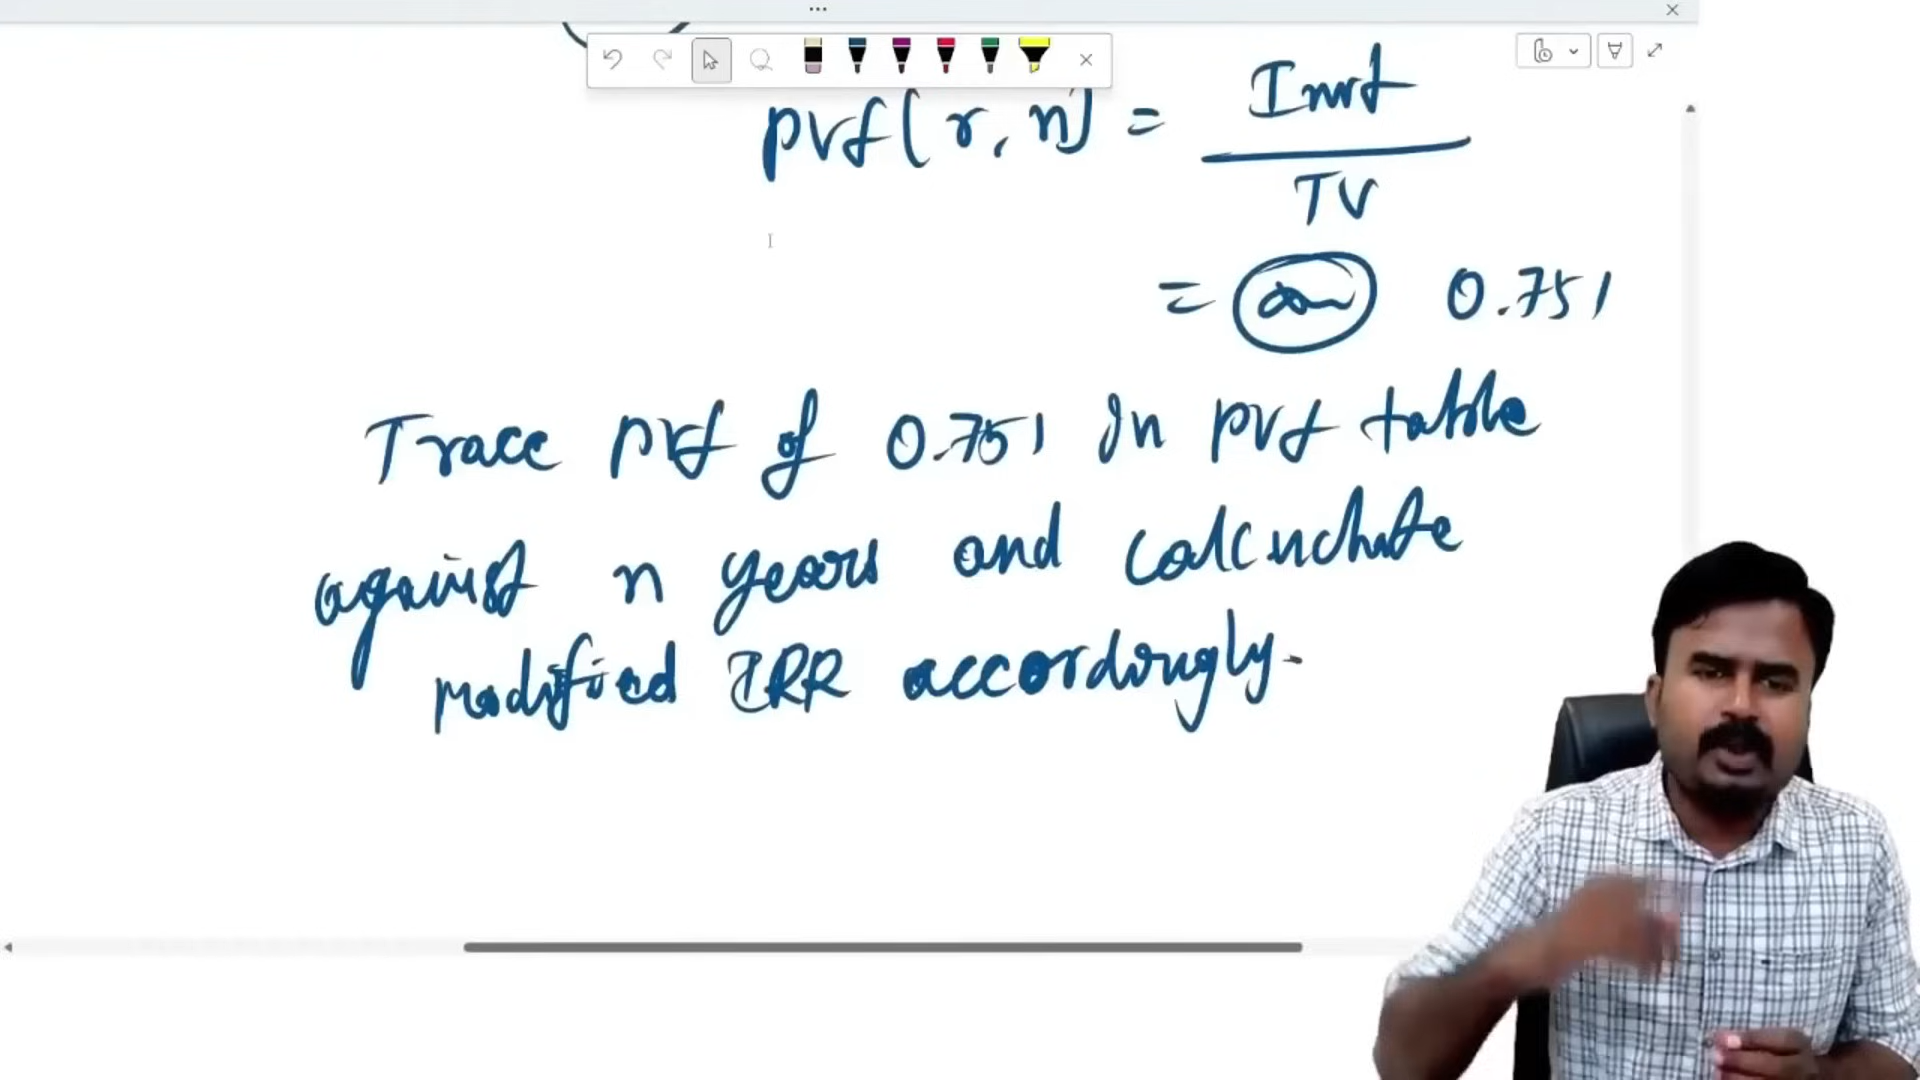 PVf(r, n) = Invt
TV
= 0.751
Trace PVf of 0.751 in PVf table
against n years and calculate
modified IRR accordingly.